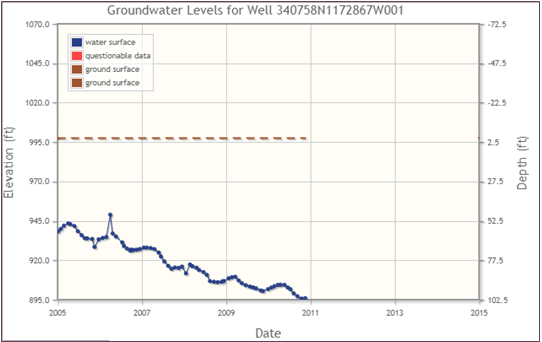 Groundwater Levels for Well 340758N1172867W001
1070.0
1045.0
1020.0
995.0
970.0
945.0
920.0
895.0
Elevation (ft)
water surface
questionable data
ground surface
ground surface
-72.5
-47.5
-22.5
2.5
27.5
52.5
77.5
102.5
Depth (ft)
2005
2007
2009
2011
2013
2015
Date